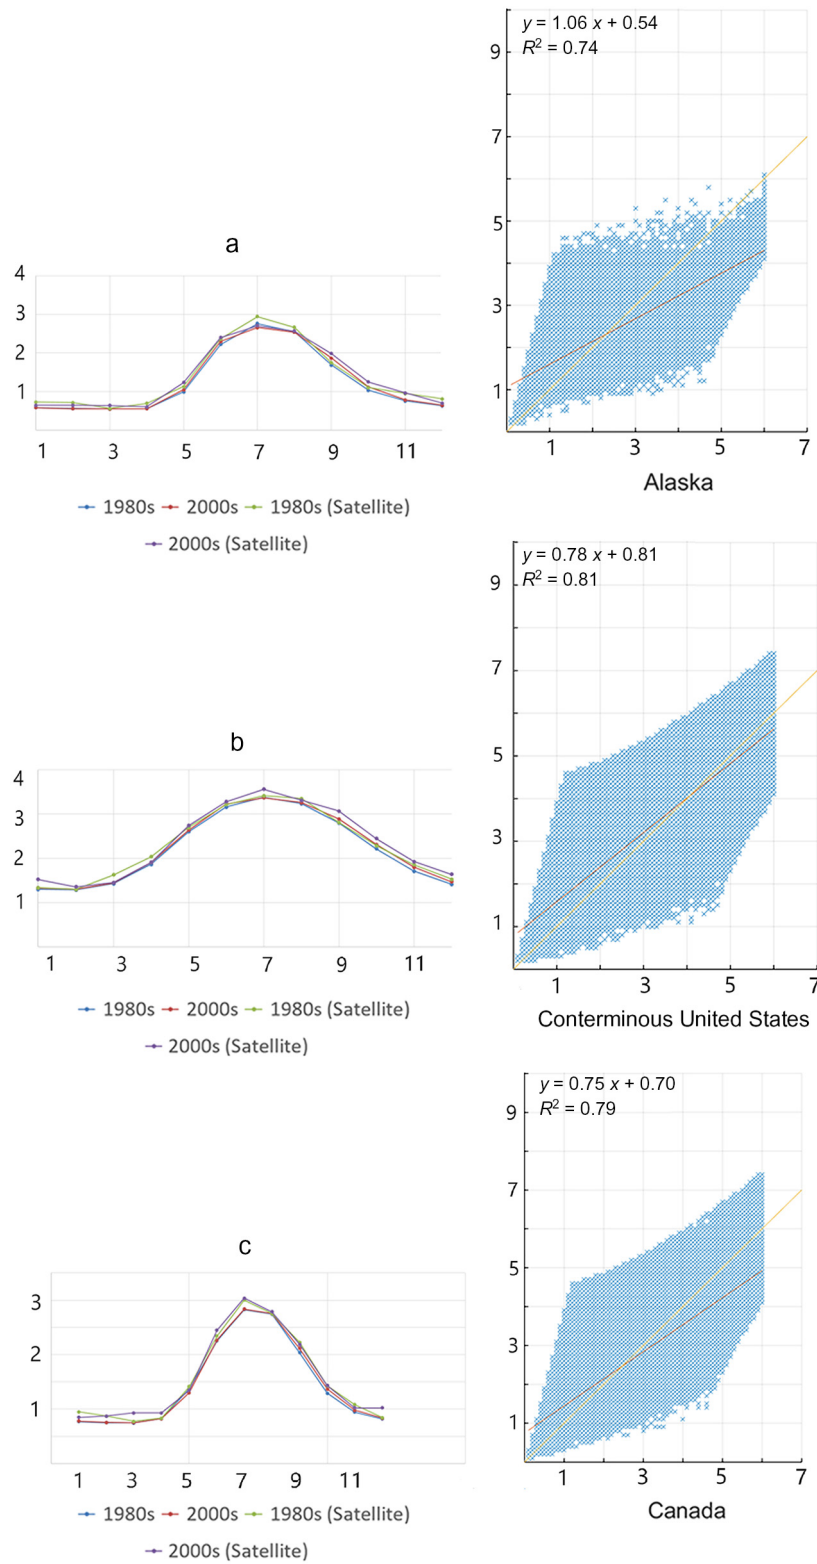 y = 1.06 x + 0.54
R² = 0.74
9
7
5
3
1
1 3 5 7
Alaska
a
4
3
2
1
1 3 5 7 9 11
1980s 2000s 1980s (Satellite)
2000s (Satellite)
y = 0.78 x + 0.81
R² = 0.81
9
7
5
3
1
1 3 5 7
Conterminous United States
b
4
3
2
1
1 3 5 7 9 11
1980s 2000s 1980s (Satellite)
2000s (Satellite)
y = 0.75 x + 0.70
R² = 0.79
9
7
5
3
1
1 3 5 7
Canada
c
3
2
1
1 3 5 7 9 11
1980s 2000s 1980s (Satellite)
2000s (Satellite)